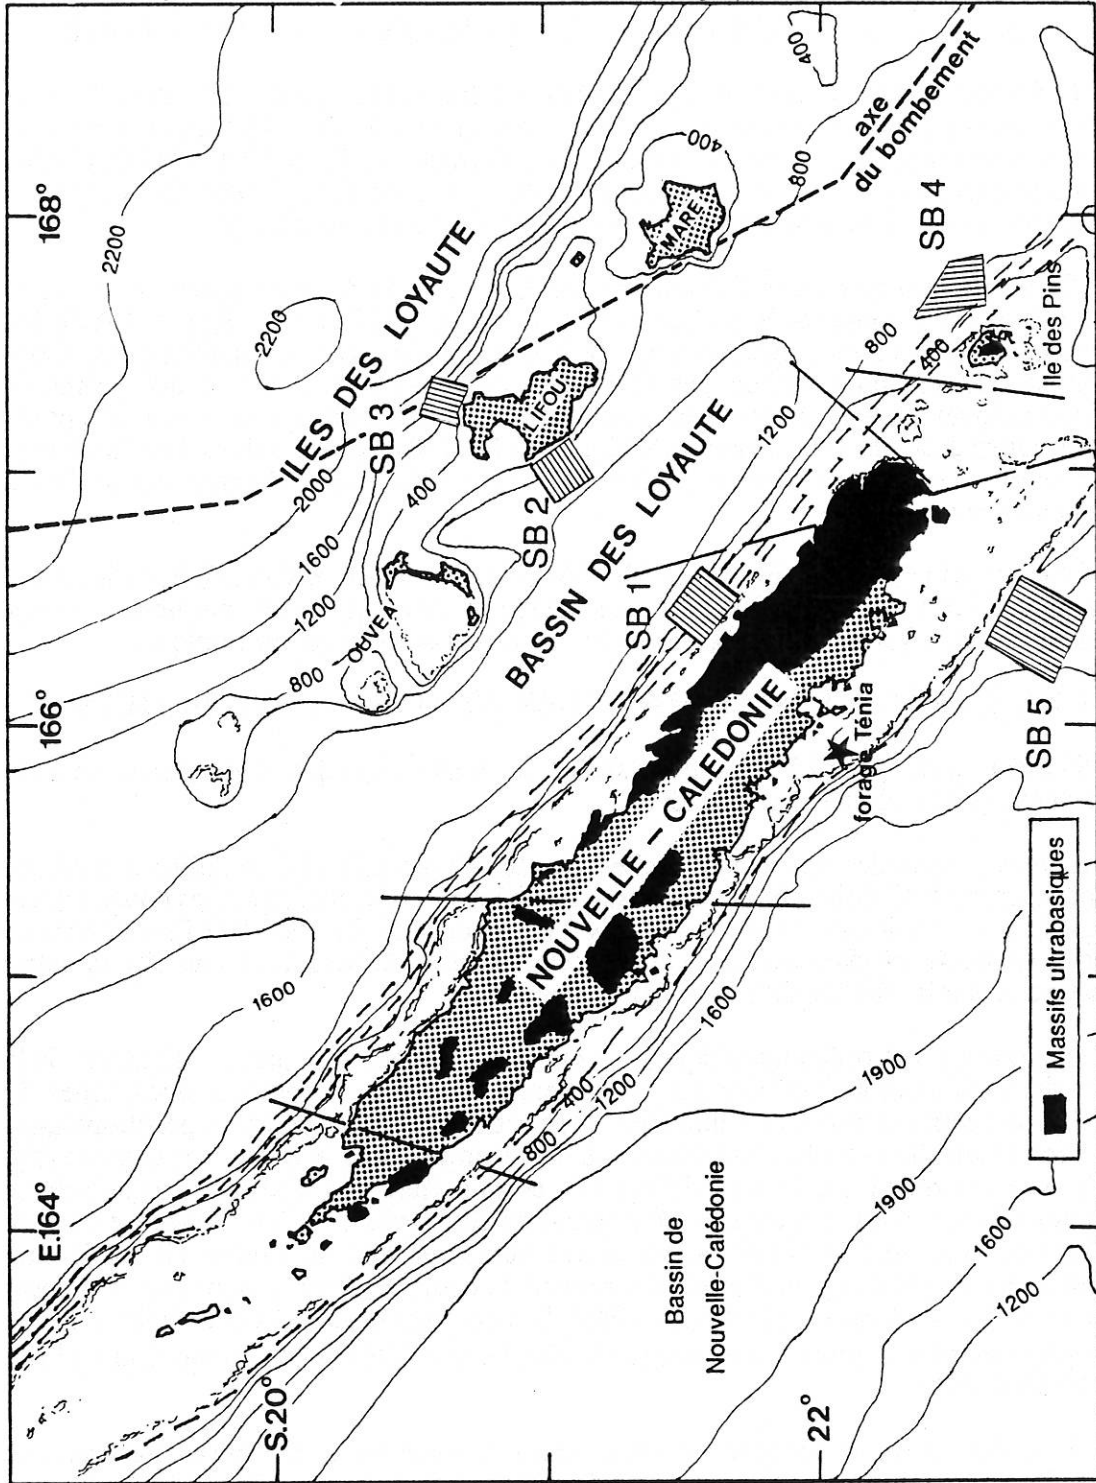 E.164°
166°
168°
2200
2200
ILES DES LOYAUTE
2000
1600
1200
800
400
SB 3
OUVEA
LIFOU
MARE
400
400
800
axe
du bombement
SB 2
BASSIN DES LOYAUTE
1600
S.20°
SB 1
1200
800
400
SB 4
Ile des Pins
NOUVELLE – CALEDONIE
400
800
1200
1600
forage Ténia
22°
Bassin de
Nouvelle-Calédonie
1900
1900
1600
1200
SB 5
Massifs ultrabasiques